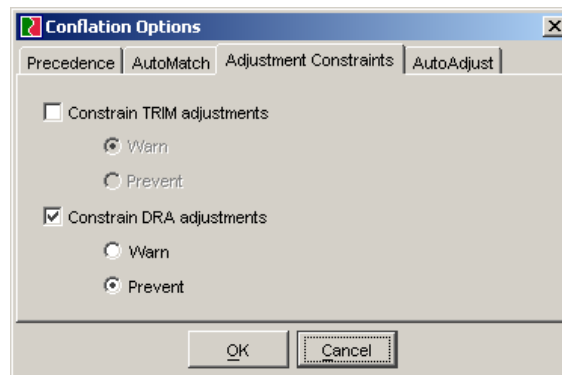 Conflation Options
Precedence AutoMatch Adjustment Constraints AutoAdjust
Constrain TRIM adjustments
Warn
Prevent
Constrain DRA adjustments
Warn
Prevent
OK Cancel